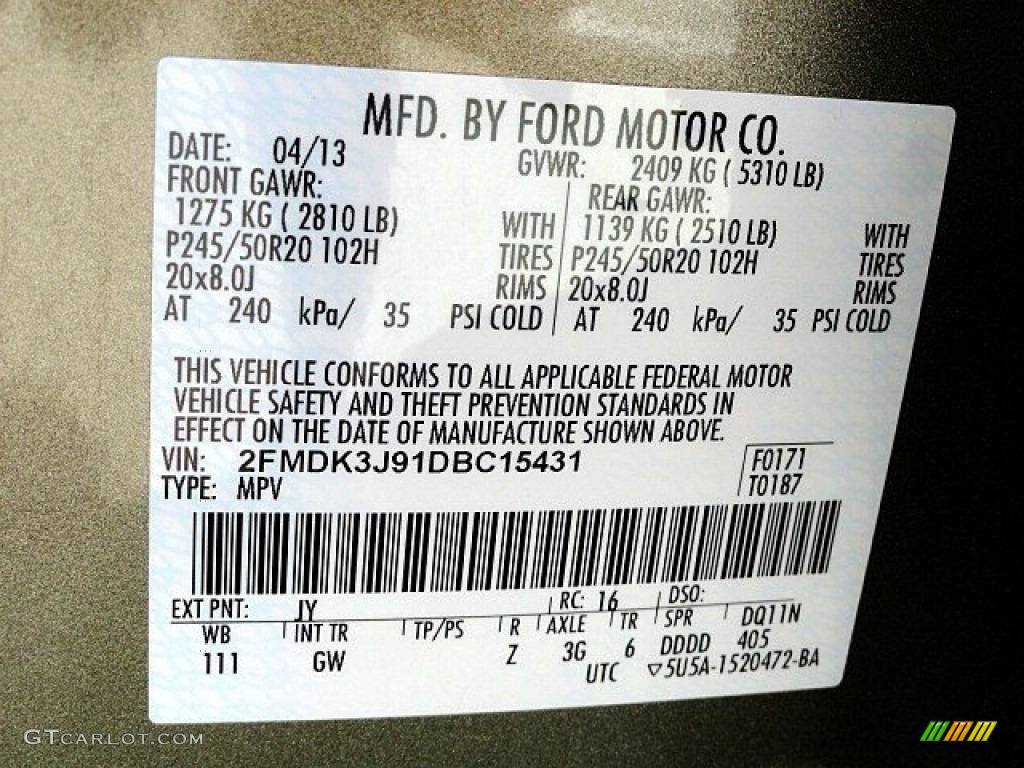 MFD. BY FORD MOTOR CO.
DATE: 04/13 GVWR: 2409 KG ( 5310 LB)
FRONT GAWR: REAR GAWR:
1275 KG ( 2810 LB) WITH 1139 KG ( 2510 LB) WITH
P245/50R20 102H TIRES P245/50R20 102H TIRES
20x8.0J RIMS 20x8.0J RIMS
AT 240 kPa/ 35 PSI COLD AT 240 kPa/ 35 PSI COLD
THIS VEHICLE CONFORMS TO ALL APPLICABLE FEDERAL MOTOR
VEHICLE SAFETY AND THEFT PREVENTION STANDARDS IN
EFFECT ON THE DATE OF MANUFACTURE SHOWN ABOVE.
VIN: 2FMDK3J91DBC15431 F0171
TYPE: MPV T0187
EXT PNT: JY RC: 16 DSO:
WB INT TR TP/PS R AXLE TR SPR DQ11N
111 GW Z 3G 6 DDDD 405
UTC ▽5U5A-1520472-BA
GTCARLOT.COM